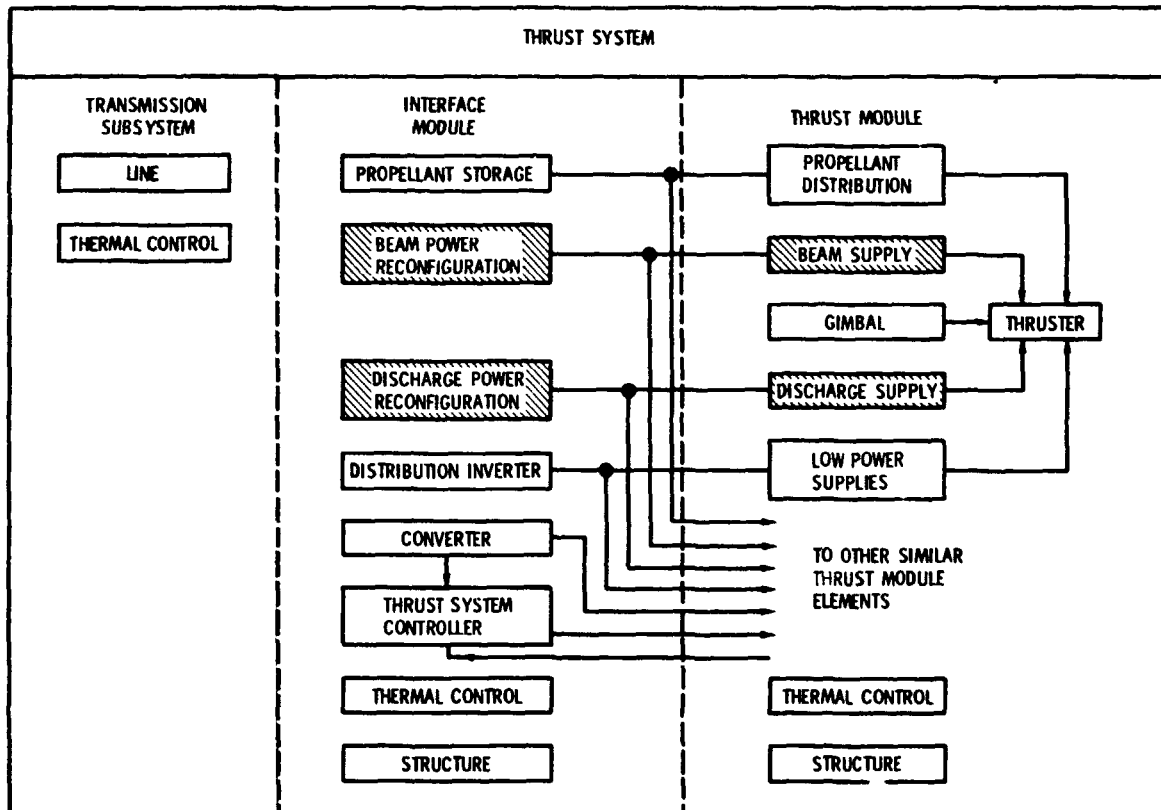 THRUST SYSTEM
TRANSMISSION
SUBSYSTEM
LINE
THERMAL CONTROL
INTERFACE
MODULE
PROPELLANT STORAGE
BEAM POWER
RECONFIGURATION
DISCHARGE POWER
RECONFIGURATION
DISTRIBUTION INVERTER
CONVERTER
THRUST SYSTEM
CONTROLLER
THERMAL CONTROL
STRUCTURE
THRUST MODULE
PROPELLANT
DISTRIBUTION
BEAM SUPPLY
GIMBAL
THRUSTER
DISCHARGE SUPPLY
LOW POWER
SUPPLIES
TO OTHER SIMILAR
THRUST MODULE
ELEMENTS
THERMAL CONTROL
STRUCTURE